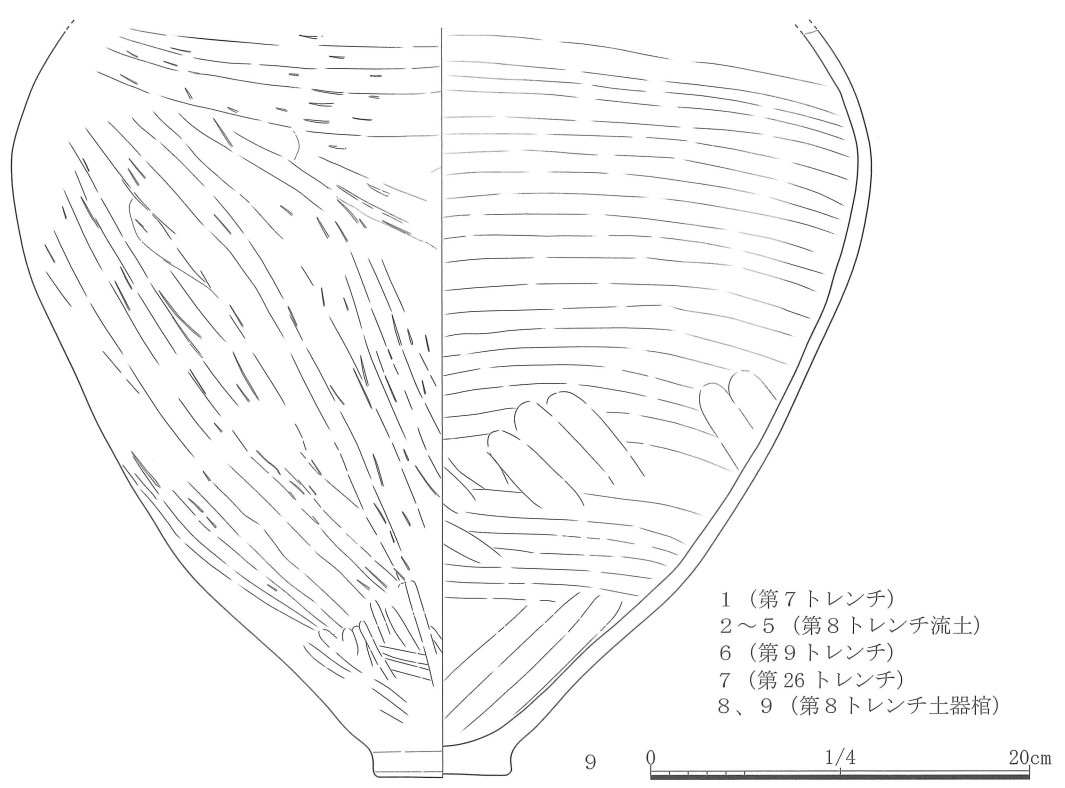 1 (第7トレンチ)
2～5 (第8トレンチ流土)
6 (第9トレンチ)
7 (第26トレンチ)
8、9 (第8トレンチ土器棺)
9
0 1/4 20cm